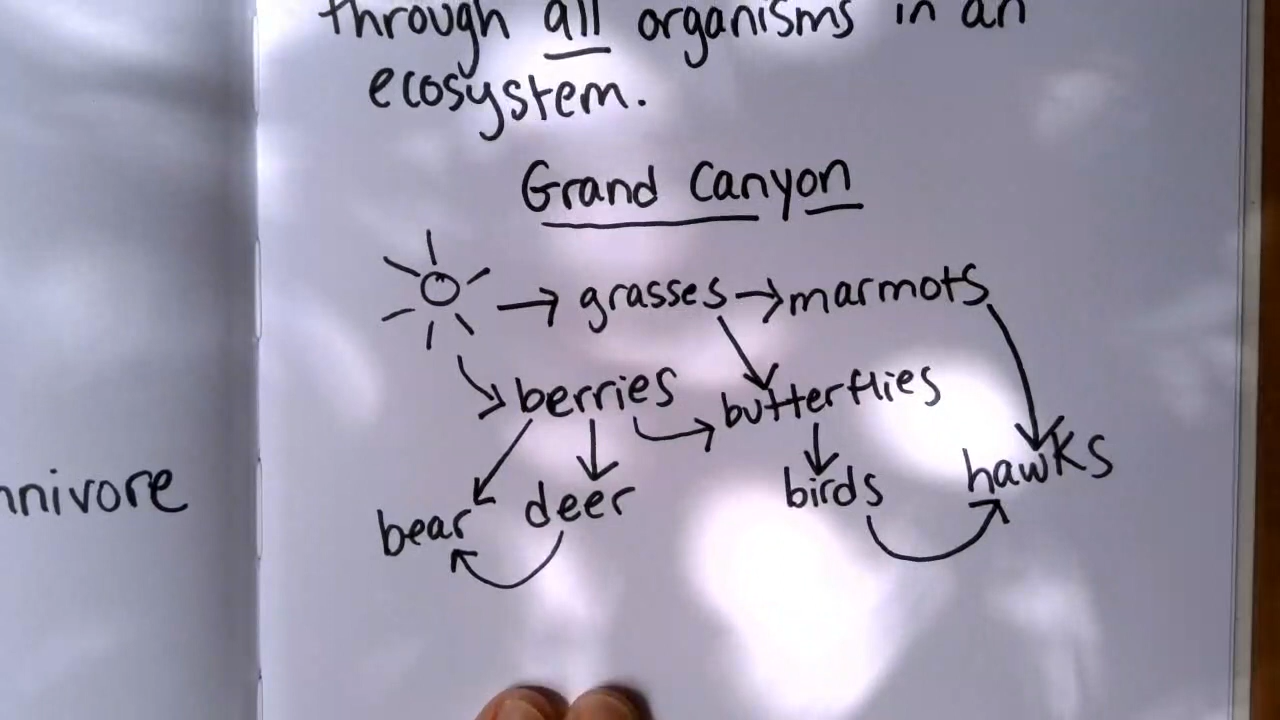 through all organisms in an
ecosystem.
Grand Canyon
→ grasses → marmots
berries butterflies
bear deer birds hawks